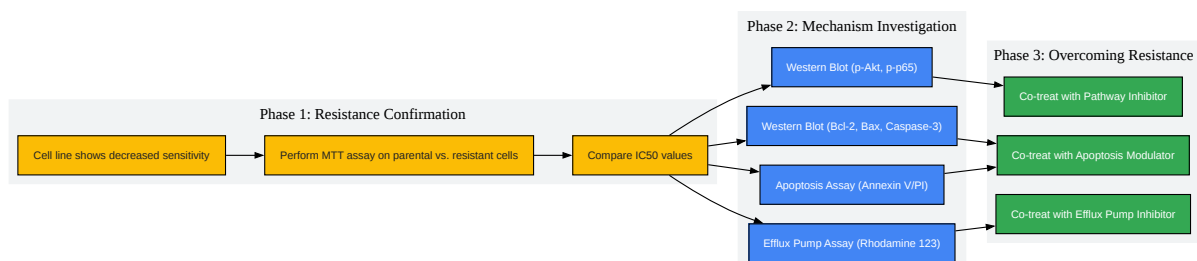 Phase 1: Resistance Confirmation
Cell line shows decreased sensitivity
Perform MTT assay on parental vs. resistant cells
Compare IC50 values
Phase 2: Mechanism Investigation
Western Blot (p-Akt, p-p65)
Western Blot (Bcl-2, Bax, Caspase-3)
Apoptosis Assay (Annexin V/PI)
Efflux Pump Assay (Rhodamine 123)
Phase 3: Overcoming Resistance
Co-treat with Pathway Inhibitor
Co-treat with Apoptosis Modulator
Co-treat with Efflux Pump Inhibitor